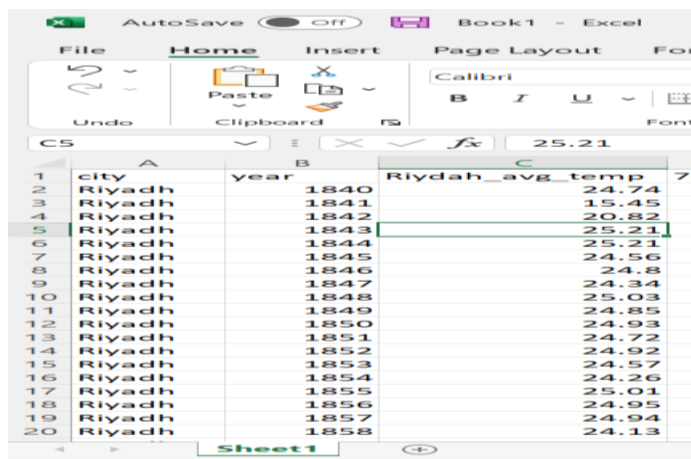 AutoSave Off Book1 - Excel
File Home Insert Page Layout Fo
Calibri
Paste
B I U
Undo Clipboard Font
C5 fx 25.21
A B C
1 city year Riydah_avg_temp 7
2 Riyadh 1840 24.74
3 Riyadh 1841 15.45
4 Riyadh 1842 20.82
5 Riyadh 1843 25.21
6 Riyadh 1844 25.21
7 Riyadh 1845 24.56
8 Riyadh 1846 24.8
9 Riyadh 1847 24.34
10 Riyadh 1848 25.03
11 Riyadh 1849 24.85
12 Riyadh 1850 24.93
13 Riyadh 1851 24.72
14 Riyadh 1852 24.92
15 Riyadh 1853 24.57
16 Riyadh 1854 24.26
17 Riyadh 1855 25.01
18 Riyadh 1856 24.95
19 Riyadh 1857 24.94
20 Riyadh 1858 24.13
Sheet1